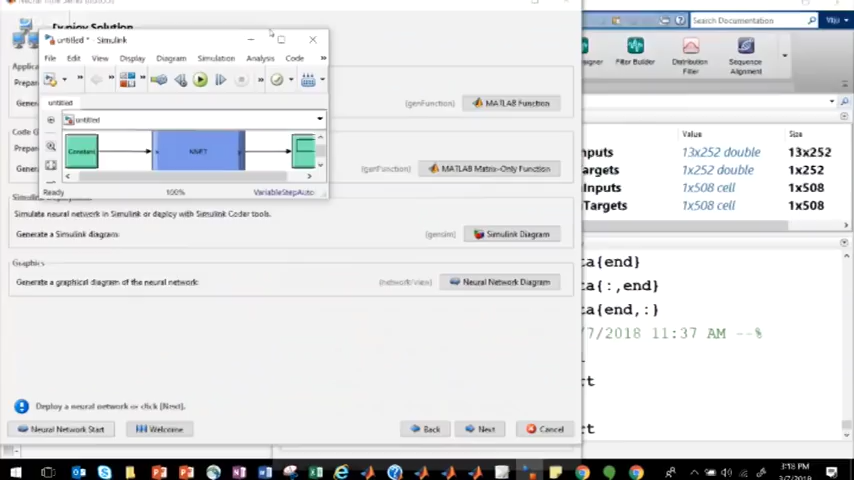 Deploy Solution
untitled * - Simulink
File Edit View Display Diagram Simulation Analysis Code
untitled
untitled
Constant
NNET
Ready 100% VariableStepAuto
(genFunction) MATLAB Function
(genFunction) MATLAB Matrix-Only Function
Simulate neural network in Simulink or deploy with Simulink Coder tools.
Generate a Simulink diagram: (gensim) Simulink Diagram
Graphics
Generate a graphical diagram of the neural network: (network/view) Neural Network Diagram
Deploy a neural network or click [Next].
Neural Network Start Welcome Back Next Cancel
Search Documentation
Filter Builder
Distribution Fitter
Sequence Alignment
Value Size
nputs 13x252 double 13x252
argets 1x252 double 1x252
Inputs 1x508 cell 1x508
Targets 1x508 cell 1x508
ta{end}
ta{:,end}
ta{end,:}
/7/2018 11:37 AM --%
rt
rt
3:18 PM
3/7/2018